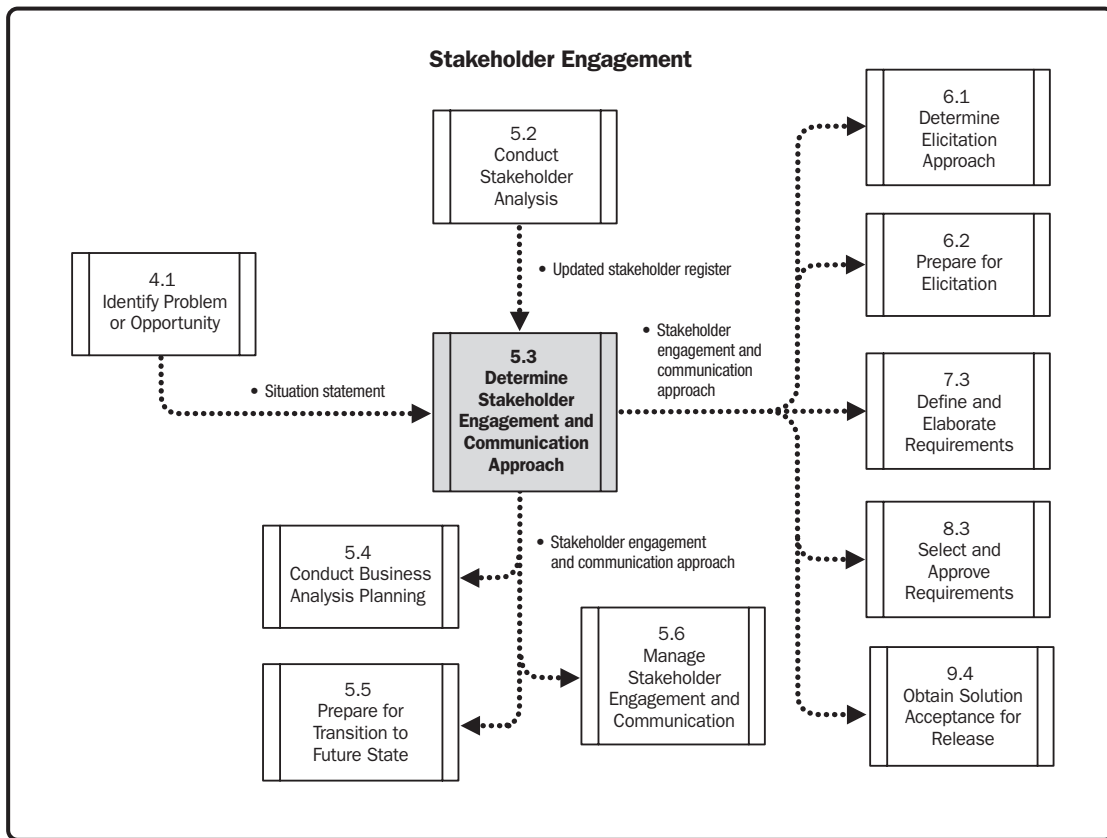 Stakeholder Engagement
5.2
Conduct
Stakeholder
Analysis
6.1
Determine
Elicitation
Approach
6.2
Prepare for
Elicitation
4.1
Identify Problem
or Opportunity
• Updated stakeholder register
• Situation statement
5.3
Determine
Stakeholder
Engagement and
Communication
Approach
• Stakeholder
engagement and
communication
approach
7.3
Define and
Elaborate
Requirements
8.3
Select and
Approve
Requirements
5.4
Conduct Business
Analysis Planning
• Stakeholder engagement
and communication approach
5.6
Manage
Stakeholder
Engagement and
Communication
5.5
Prepare for
Transition to
Future State
9.4
Obtain Solution
Acceptance for
Release